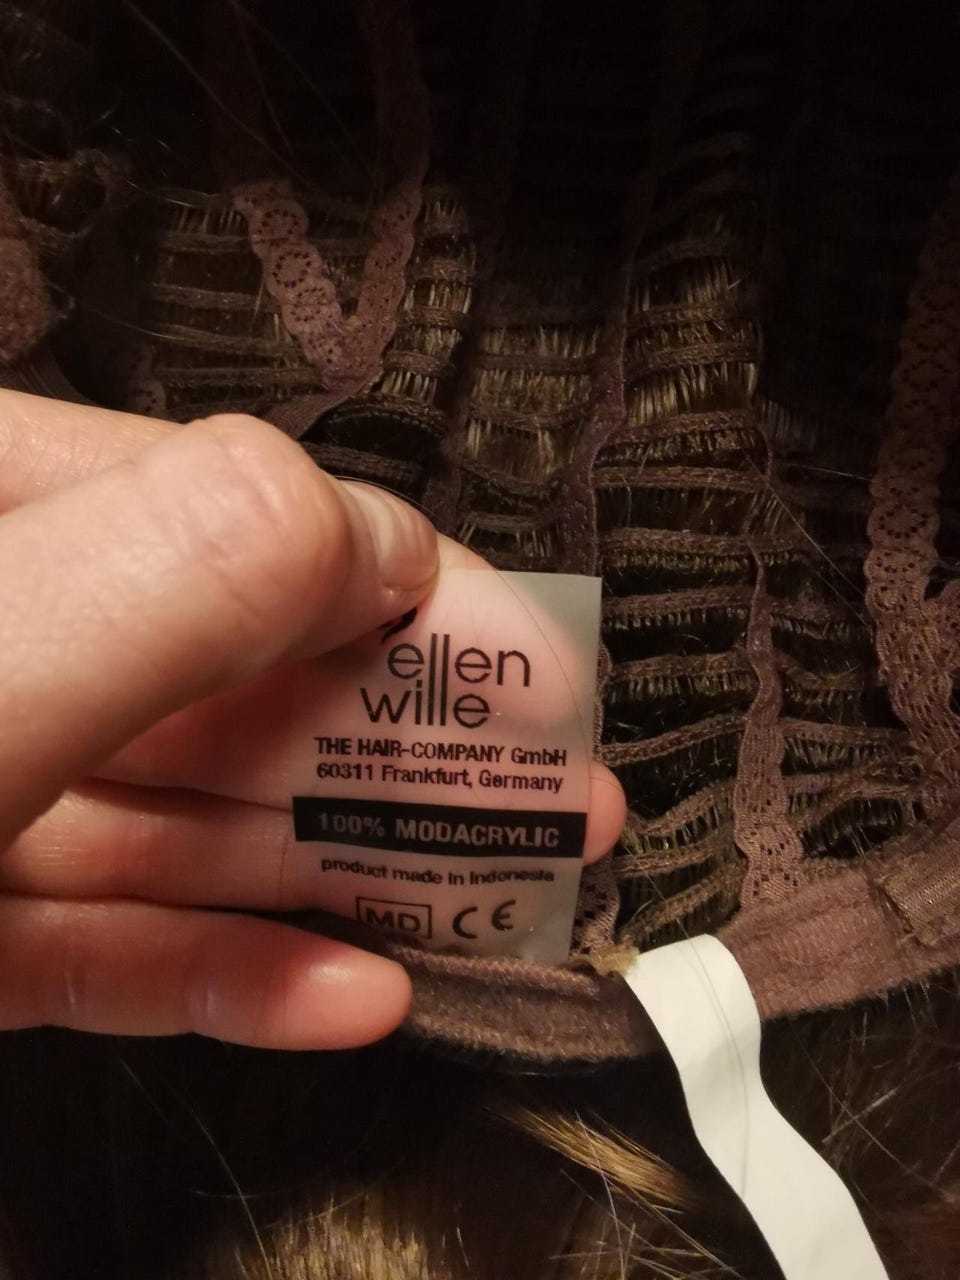 ellen
wille
THE HAIR-COMPANY GmbH
60311 Frankfurt, Germany
100% MODACRYLIC
product made in Indonesia
MD CE